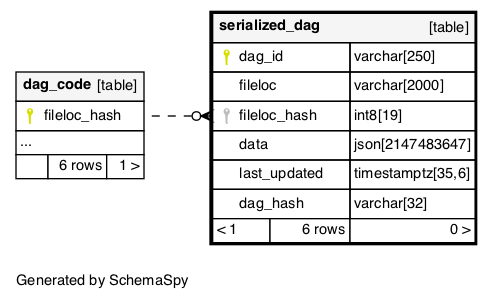 dag_code [table]
fileloc_hash
...
6 rows 1 >
serialized_dag [table]
dag_id varchar[250]
fileloc varchar[2000]
fileloc_hash int8[19]
data json[2147483647]
last_updated timestamptz[35,6]
dag_hash varchar[32]
< 1 6 rows 0 >
Generated by SchemaSpy